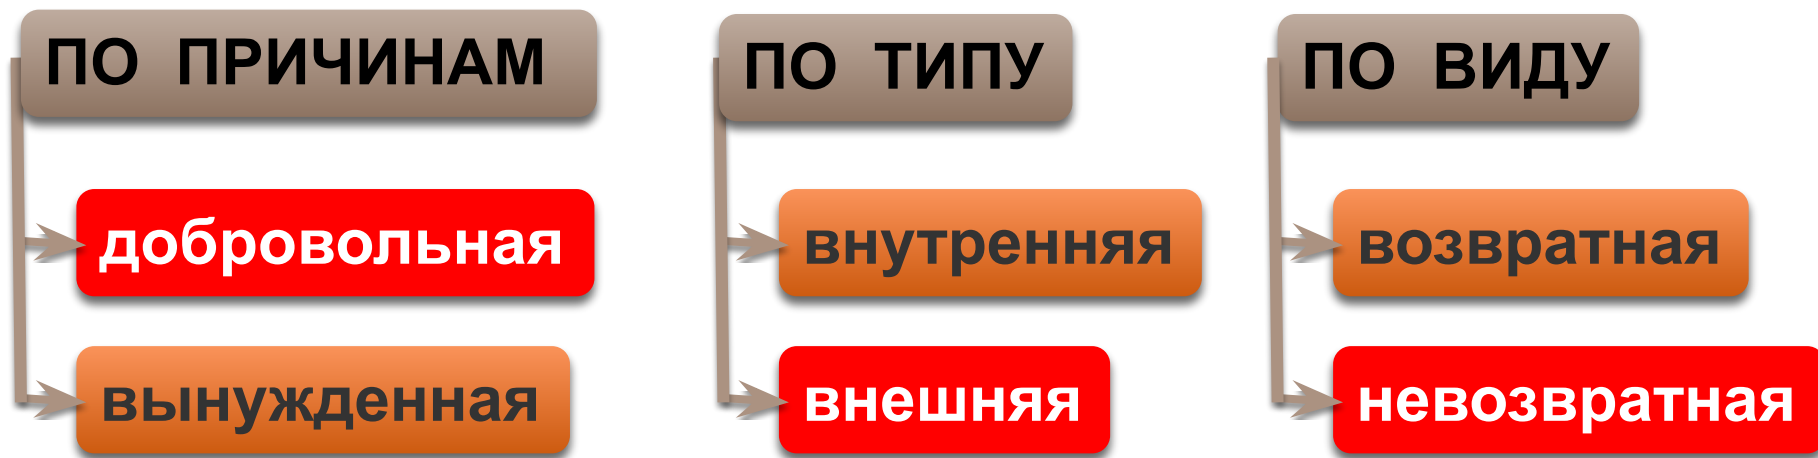 ПО ПРИЧИНАМ
добровольная
вынужденная
ПО ТИПУ
внутренняя
внешняя
ПО ВИДУ
возвратная
невозвратная